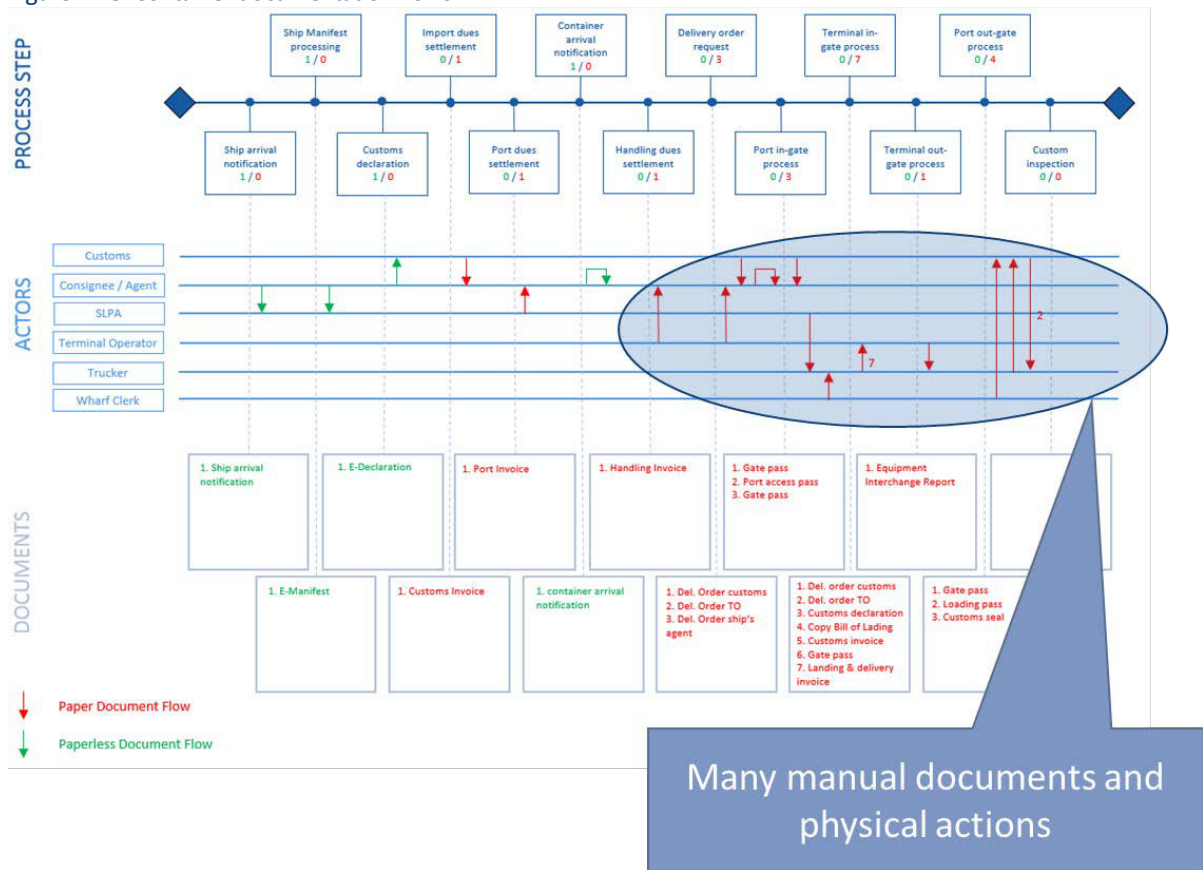 PROCESS STEP
Ship Manifest
processing
1 / 0
Import dues
settlement
0 / 1
Container
arrival
notification
1 / 0
Delivery order
request
0 / 3
Terminal in-
gate process
0 / 7
Port out-gate
process
0 / 4
Ship arrival
notification
1 / 0
Customs
declaration
1 / 0
Port dues
settlement
0 / 1
Handling dues
settlement
0 / 1
Port in-gate
process
0 / 3
Terminal out-
gate process
0 / 1
Custom
inspection
0 / 0
ACTORS
Customs
Consignee / Agent
SLPA
Terminal Operator
Trucker
Wharf Clerk
2
7
DOCUMENTS
1. Ship arrival
notification
1. E-Declaration
1. Port Invoice
1. Handling Invoice
1. Gate pass
2. Port access pass
3. Gate pass
1. Equipment
Interchange Report
1. E-Manifest
1. Customs Invoice
1. container arrival
notification
1. Del. Order customs
2. Del. Order TO
3. Del. Order ship's
agent
1. Del. order customs
2. Del. order TO
3. Customs declaration
4. Copy Bill of Lading
5. Customs invoice
6. Gate pass
7. Landing & delivery
invoice
1. Gate pass
2. Loading pass
3. Customs seal
Paper Document Flow
Paperless Document Flow
Many manual documents and
physical actions